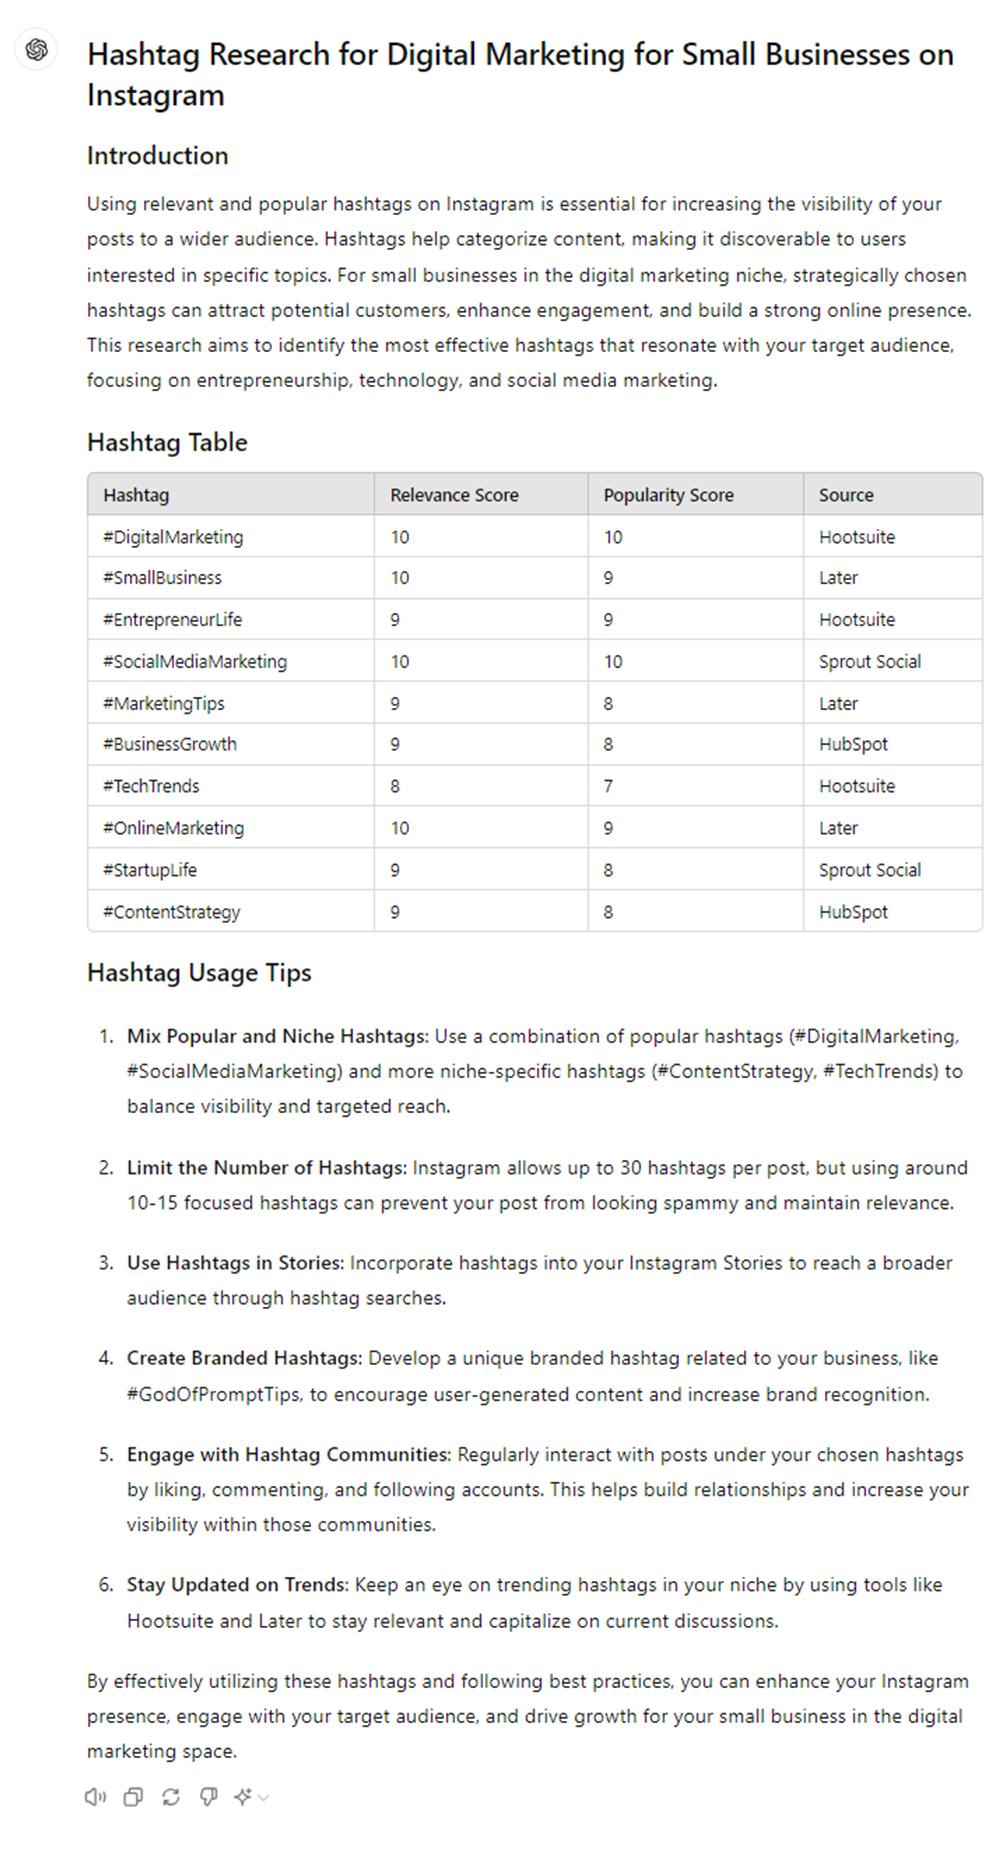 Hashtag Research for Digital Marketing for Small Businesses on
Instagram
Introduction
Using relevant and popular hashtags on Instagram is essential for increasing the visibility of your
posts to a wider audience. Hashtags help categorize content, making it discoverable to users
interested in specific topics. For small businesses in the digital marketing niche, strategically chosen
hashtags can attract potential customers, enhance engagement, and build a strong online presence.
This research aims to identify the most effective hashtags that resonate with your target audience,
focusing on entrepreneurship, technology, and social media marketing.
Hashtag Table
Hashtag Relevance Score Popularity Score Source
#DigitalMarketing 10 10 Hootsuite
#SmallBusiness 10 9 Later
#EntrepreneurLife 9 9 Hootsuite
#SocialMediaMarketing 10 10 Sprout Social
#MarketingTips 9 8 Later
#BusinessGrowth 9 8 HubSpot
#TechTrends 8 7 Hootsuite
#OnlineMarketing 10 9 Later
#StartupLife 9 8 Sprout Social
#ContentStrategy 9 8 HubSpot
Hashtag Usage Tips
1. Mix Popular and Niche Hashtags: Use a combination of popular hashtags (#DigitalMarketing,
#SocialMediaMarketing) and more niche-specific hashtags (#ContentStrategy, #TechTrends) to
balance visibility and targeted reach.
2. Limit the Number of Hashtags: Instagram allows up to 30 hashtags per post, but using around
10-15 focused hashtags can prevent your post from looking spammy and maintain relevance.
3. Use Hashtags in Stories: Incorporate hashtags into your Instagram Stories to reach a broader
audience through hashtag searches.
4. Create Branded Hashtags: Develop a unique branded hashtag related to your business, like
#GodOfPromptTips, to encourage user-generated content and increase brand recognition.
5. Engage with Hashtag Communities: Regularly interact with posts under your chosen hashtags
by liking, commenting, and following accounts. This helps build relationships and increase your
visibility within those communities.
6. Stay Updated on Trends: Keep an eye on trending hashtags in your niche by using tools like
Hootsuite and Later to stay relevant and capitalize on current discussions.
By effectively utilizing these hashtags and following best practices, you can enhance your Instagram
presence, engage with your target audience, and drive growth for your small business in the digital
marketing space.